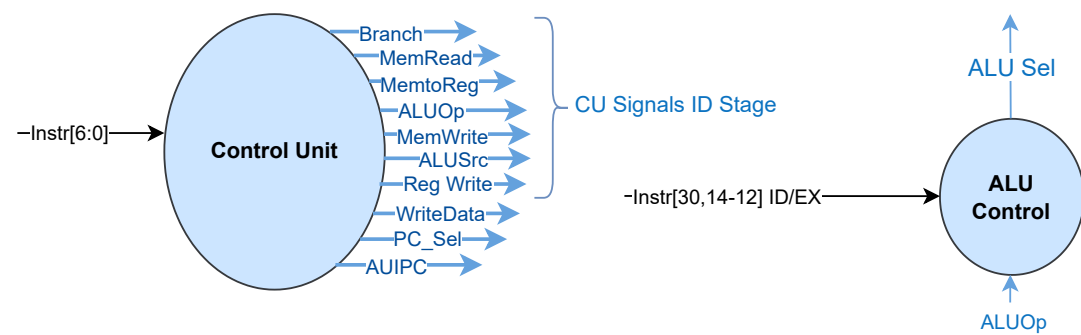 Instr[6:0]
Control Unit
Branch
MemRead
MemtoReg
ALUOp
MemWrite
ALUSrc
Reg Write
WriteData
PC_Sel
AUIPC
CU Signals ID Stage
ALU Sel
Instr[30,14-12] ID/EX
ALU
Control
ALUOp